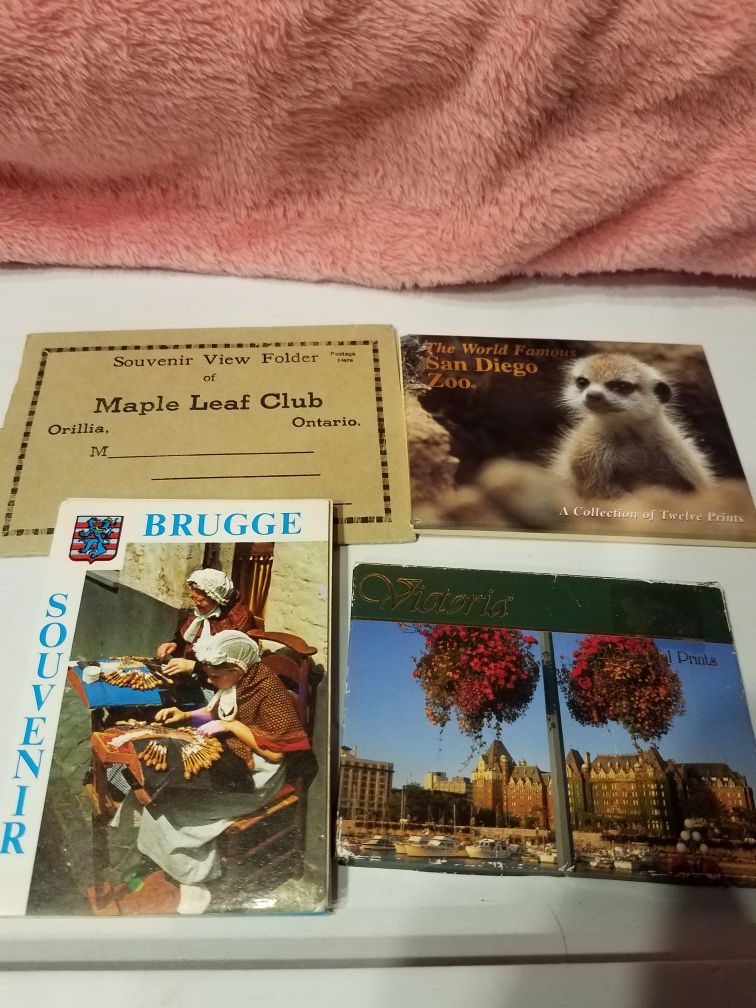 Souvenir View Folder
Postage
Here
of
Maple Leaf Club
Orillia,
Ontario.
M
The World Famous
San Diego
Zoo
A Collection of Twelve Prints
BRUGGE
SOUVENIR
Victoria
Prints